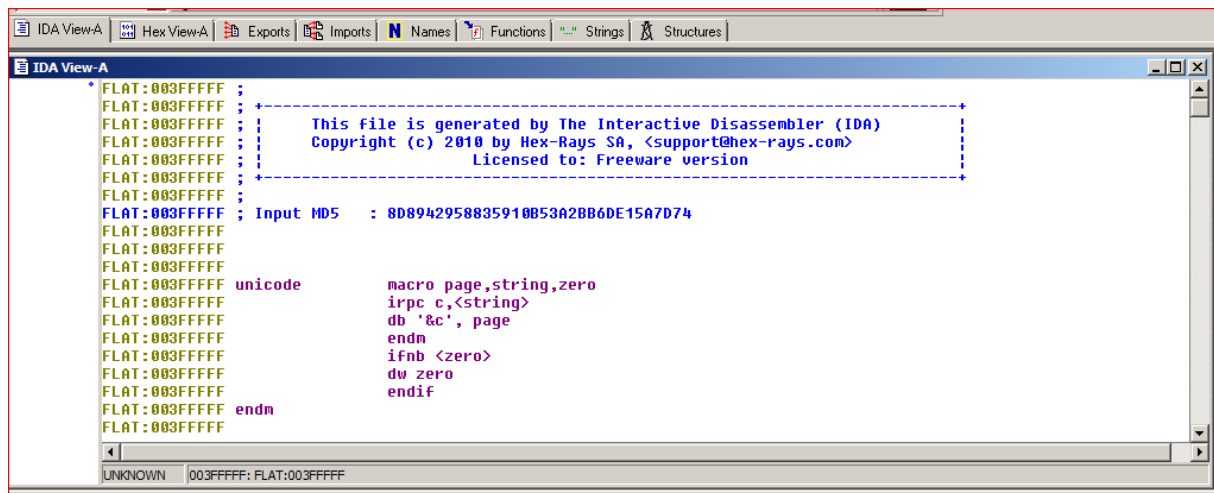 IDA View-A Hex View-A Exports Imports N Names Functions "..." Strings Structures
IDA View-A
FLAT:003FFFFF ;
FLAT:003FFFFF ; +-------------------------------------------------------------------------+
FLAT:003FFFFF ; ¦ This file is generated by The Interactive Disassembler (IDA) ¦
FLAT:003FFFFF ; ¦ Copyright (c) 2010 by Hex-Rays SA, <support@hex-rays.com> ¦
FLAT:003FFFFF ; ¦ Licensed to: Freeware version ¦
FLAT:003FFFFF ; +-------------------------------------------------------------------------+
FLAT:003FFFFF ;
FLAT:003FFFFF ; Input MD5 : 8D8942958835910B53A2BB6DE15A7D74
FLAT:003FFFFF
FLAT:003FFFFF
FLAT:003FFFFF
FLAT:003FFFFF unicode macro page,string,zero
FLAT:003FFFFF irpc c,<string>
FLAT:003FFFFF db '&c', page
FLAT:003FFFFF endm
FLAT:003FFFFF ifnb <zero>
FLAT:003FFFFF dw zero
FLAT:003FFFFF endif
FLAT:003FFFFF endm
FLAT:003FFFFF
UNKNOWN 003FFFFF: FLAT:003FFFFF